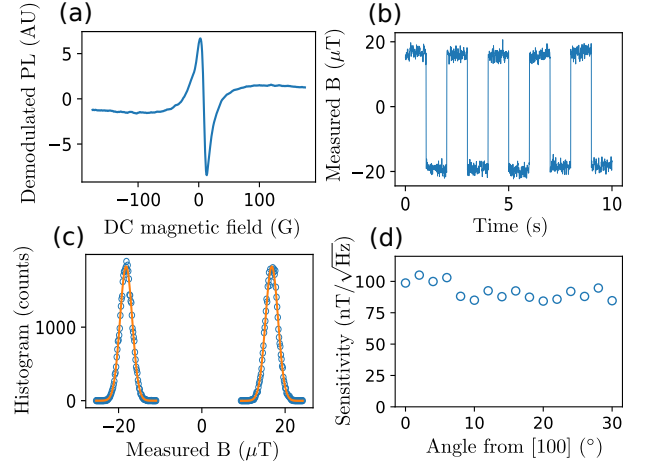 (a)
Demodulated PL (AU)
5
0
−5
−100
0
100
DC magnetic field (G)
(b)
Measured B (μT)
20
0
−20
0
5
10
Time (s)
(c)
Histogram (counts)
1000
0
−20
0
20
Measured B (μT)
(d)
Sensitivity (nT/√Hz)
100
75
50
25
0
0
10
20
30
Angle from [100] (°)